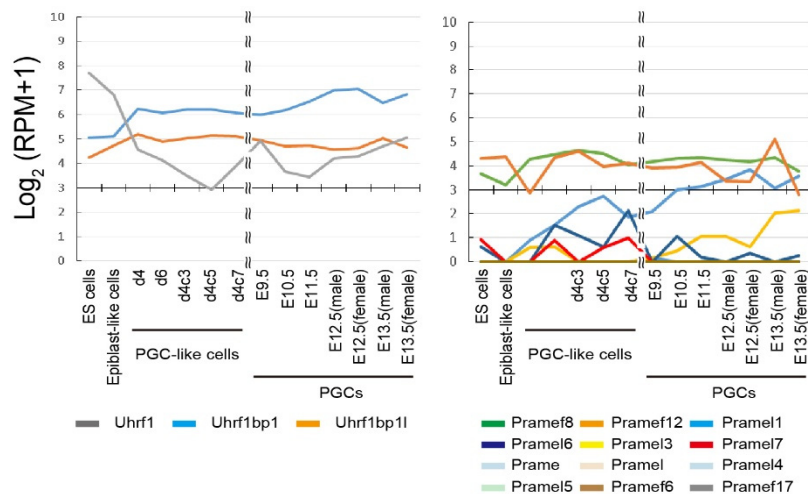 Log2 (RPM+1)
10
9
8
7
6
5
4
3
2
1
0
ES cells
Epiblast-like cells
d4
d6
d4c3
d4c5
d4c7
E9.5
E10.5
E11.5
E12.5(male)
E12.5(female)
E13.5(male)
E13.5(female)
PGC-like cells
PGCs
Uhrf1 Uhrf1bp1 Uhrf1bp1l
10
9
8
7
6
5
4
3
2
1
0
ES cells
Epiblast-like cells
d4c3
d4c5
d4c7
E9.5
E10.5
E11.5
E12.5(male)
E12.5(female)
E13.5(male)
E13.5(female)
PGC-like cells
PGCs
Pramef8 Pramef12 Pramel1
Pramel6 Pramel3 Pramel7
Prame Pramel Pramel4
Pramel5 Pramef6 Pramef17